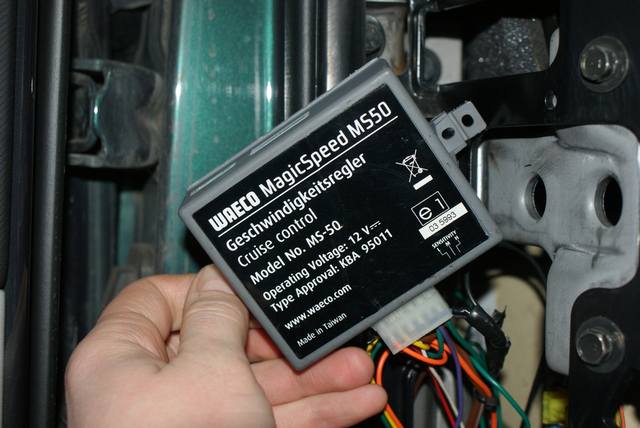 WAECO MagicSpeed MS50
Geschwindigkeitsregler
Cruise control
Model No. MS-50
Operating Voltage: 12 V
Type Approval: KBA 95011
www.waeco.com
Made in Taiwan
e 1
03 5993
SENSITIVITY